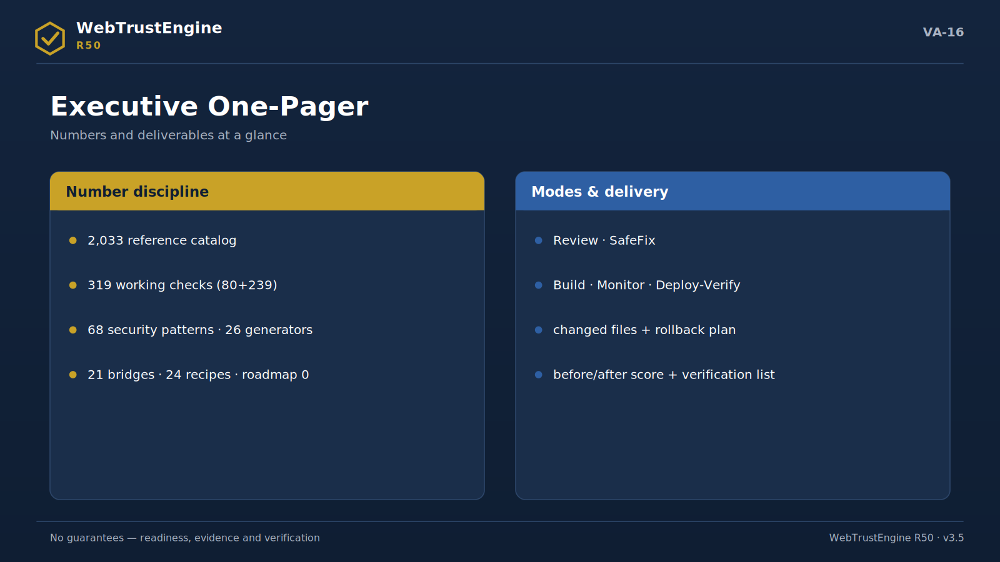 WebTrustEngine
R50
VA-16
Executive One-Pager
Numbers and deliverables at a glance
Number discipline
2,033 reference catalog
319 working checks (80+239)
68 security patterns · 26 generators
21 bridges · 24 recipes · roadmap 0
Modes & delivery
Review · SafeFix
Build · Monitor · Deploy-Verify
changed files + rollback plan
before/after score + verification list
No guarantees — readiness, evidence and verification
WebTrustEngine R50 · v3.5